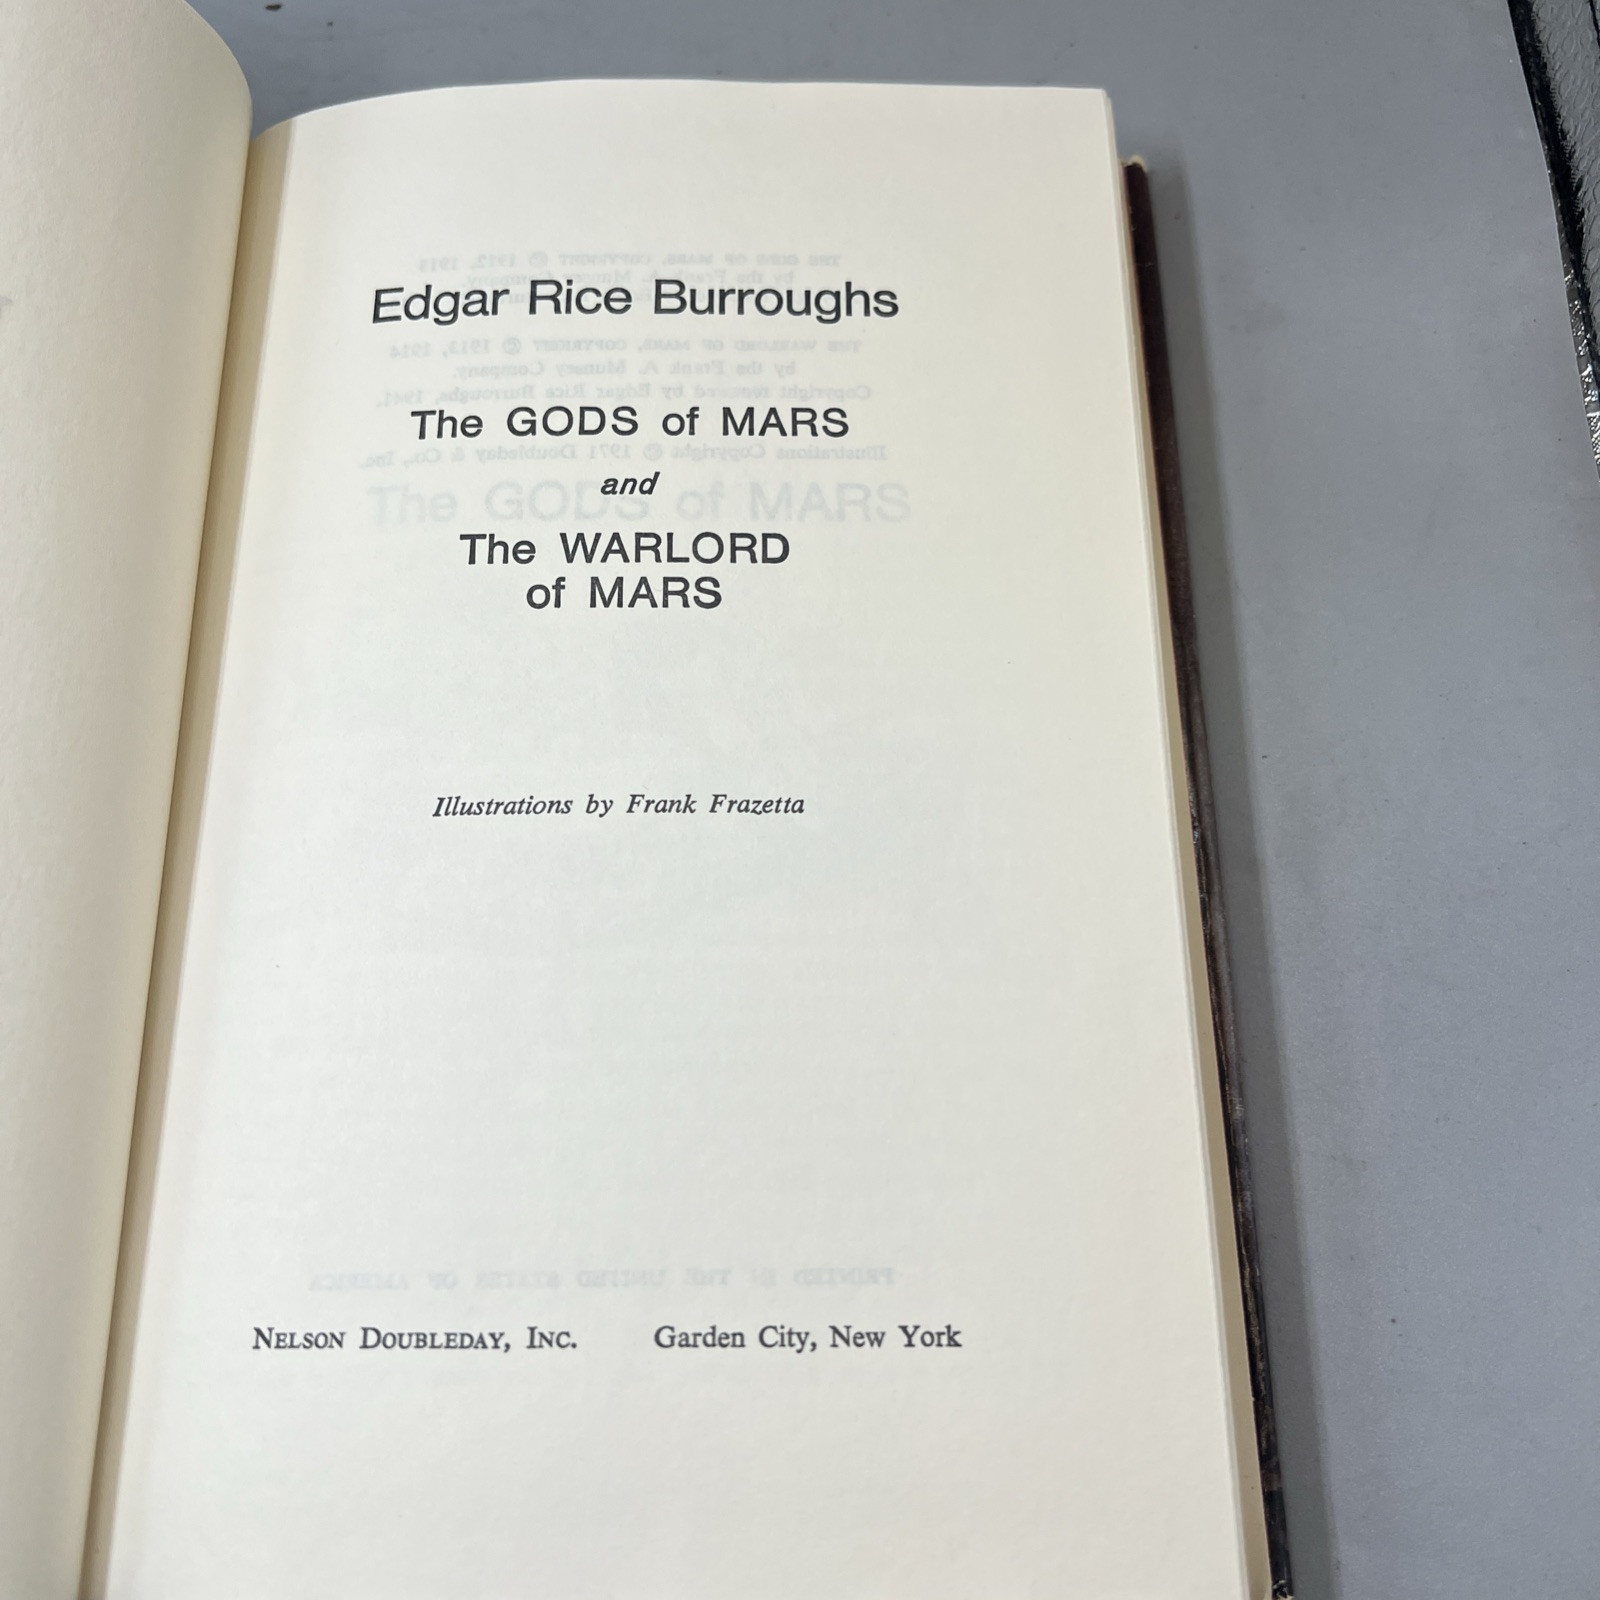 Edgar Rice Burroughs
The GODS of MARS
and
The WARLORD
of MARS
Illustrations by Frank Frazetta
NELSON DOUBLEDAY, INC. Garden City, New York